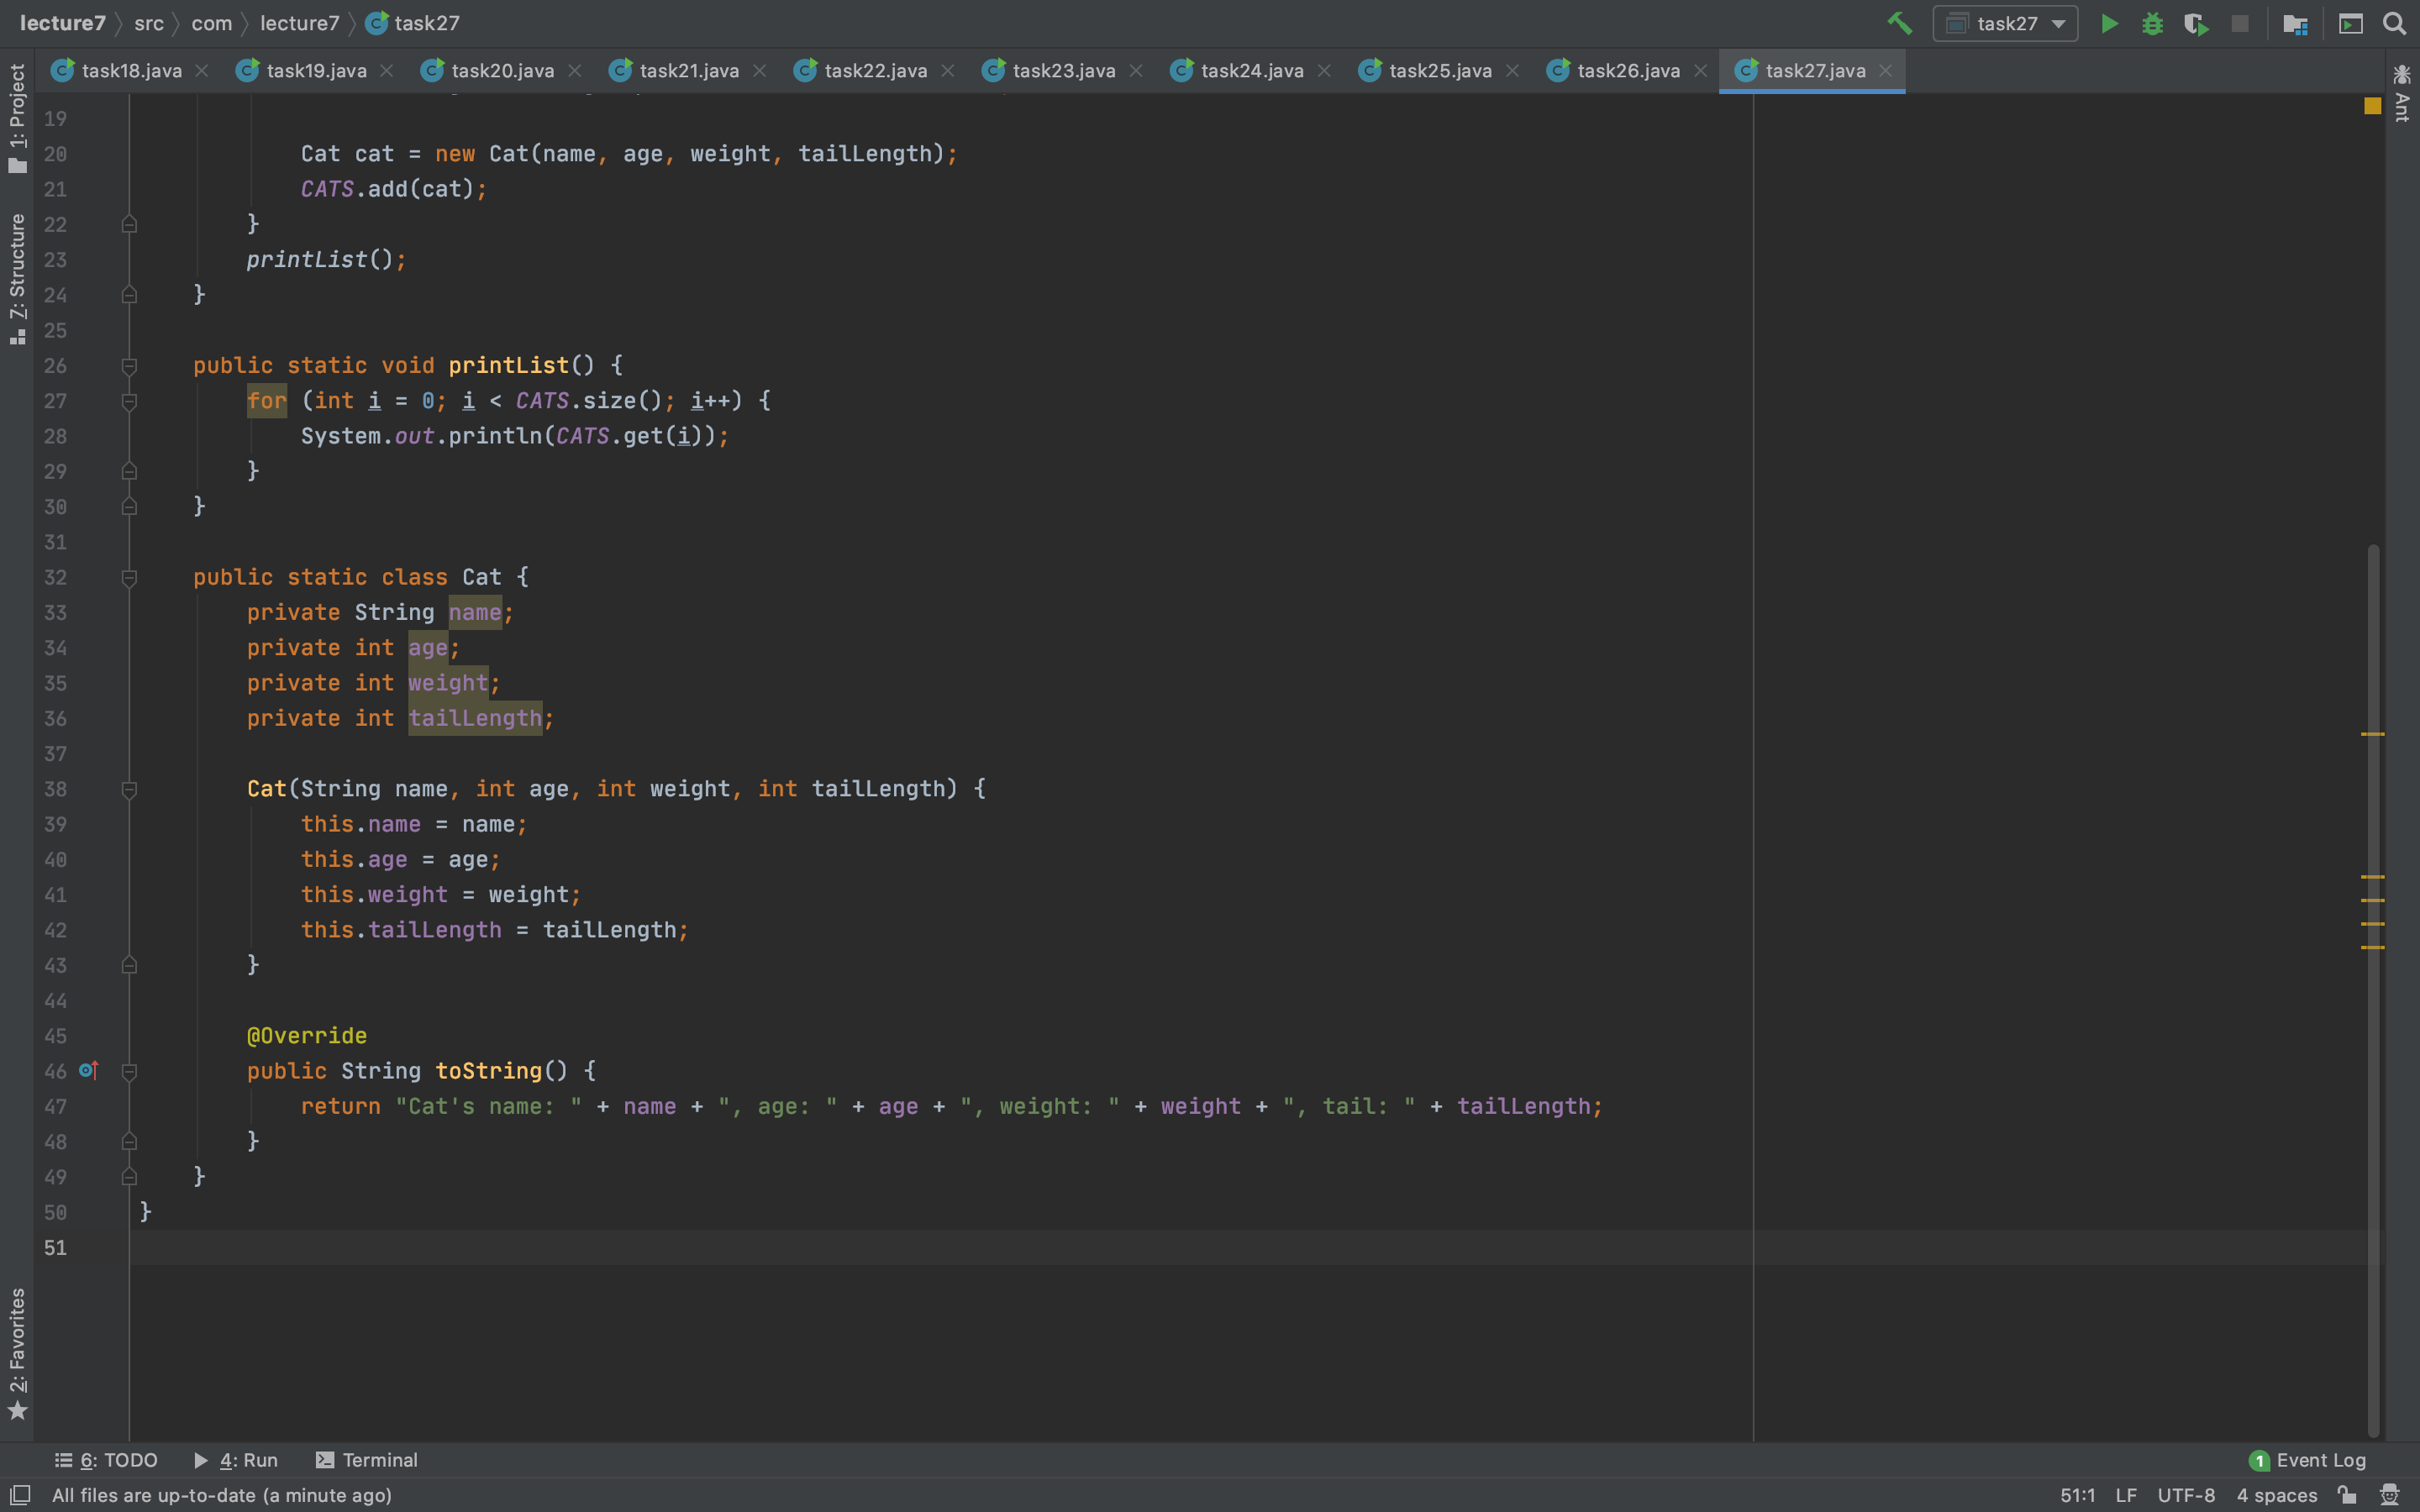 lecture7 src com lecture7 task27 task27
task18.java task19.java task20.java task21.java task22.java task23.java task24.java task25.java task26.java task27.java
1: Project
7: Structure
2: Favorites
Ant
19
20 Cat cat = new Cat(name, age, weight, tailLength);
21 CATS.add(cat);
22 }
23 printList();
24 }
25
26 public static void printList() {
27 for (int i = 0; i < CATS.size(); i++) {
28 System.out.println(CATS.get(i));
29 }
30 }
31
32 public static class Cat {
33 private String name;
34 private int age;
35 private int weight;
36 private int tailLength;
37
38 Cat(String name, int age, int weight, int tailLength) {
39 this.name = name;
40 this.age = age;
41 this.weight = weight;
42 this.tailLength = tailLength;
43 }
44
45 @Override
46 public String toString() {
47 return "Cat's name: " + name + ", age: " + age + ", weight: " + weight + ", tail: " + tailLength;
48 }
49 }
50 }
51
6: TODO 4: Run Terminal 1 Event Log
All files are up-to-date (a minute ago) 51:1 LF UTF-8 4 spaces